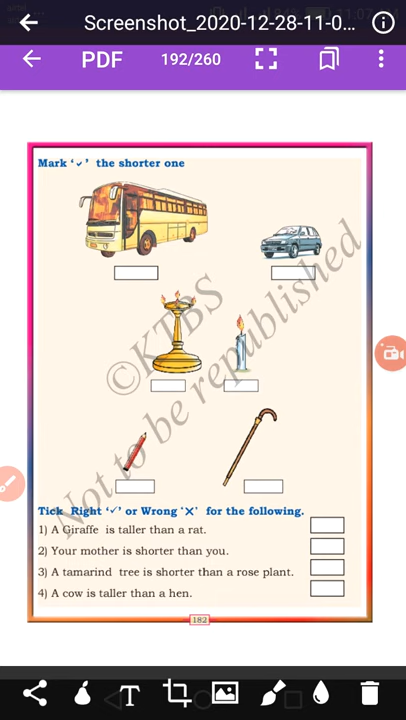 Screenshot_2020-12-28-11-0...
PDF 192/260
Mark ‘✓’ the shorter one
©KTBS
Not to be republished
Tick Right ‘✓’ or Wrong ‘✕’ for the following.
1) A Giraffe is taller than a rat.
2) Your mother is shorter than you.
3) A tamarind tree is shorter than a rose plant.
4) A cow is taller than a hen.
182
T